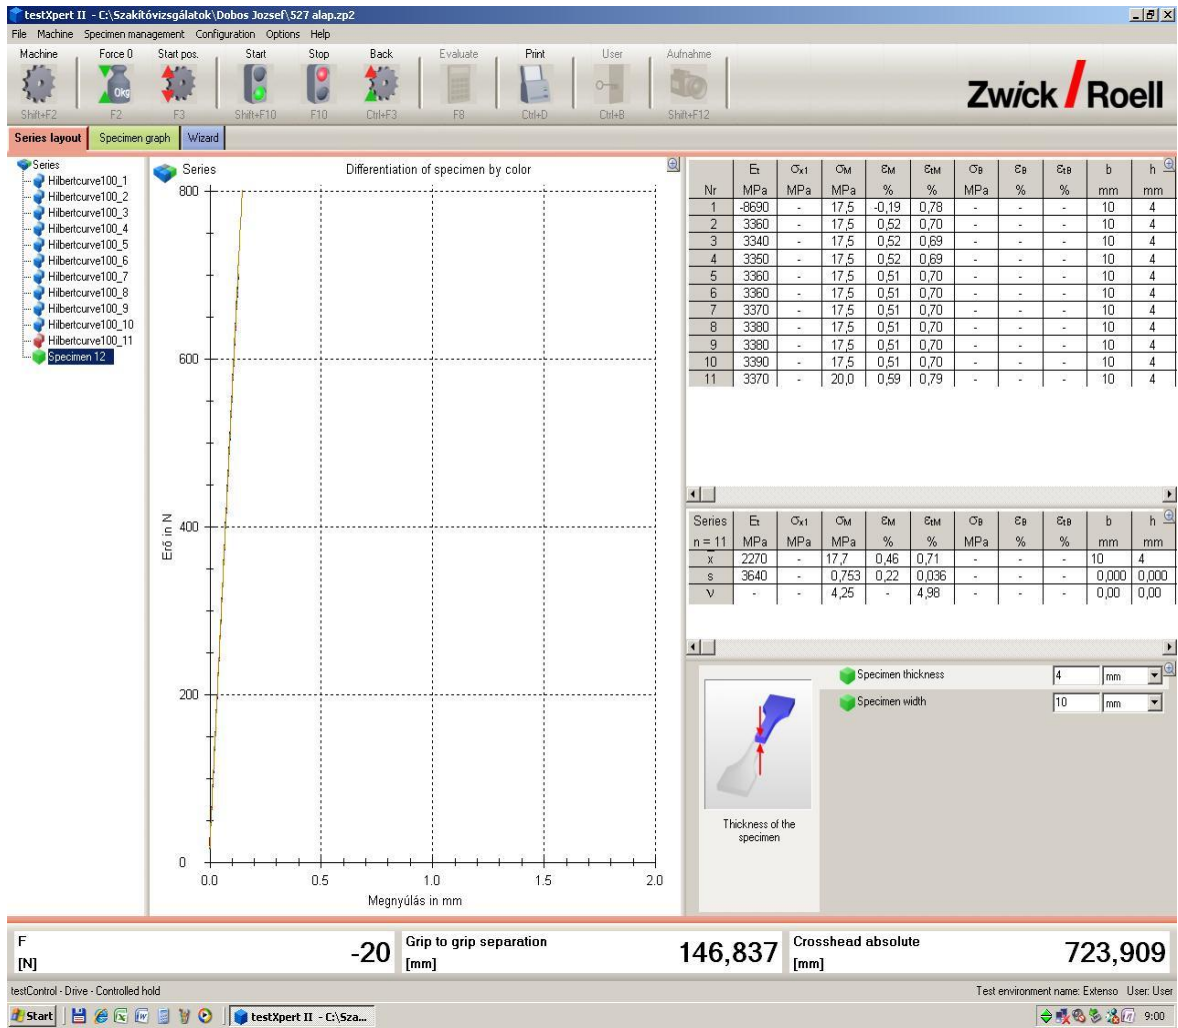 testXpert II - C:\Szakítóvizsgálatok\Dobos Jozsef\527 alap.zp2
File Machine Specimen management Configuration Options Help
Machine Force 0 Start pos. Start Stop Back Evaluate Print User Aufnahme
0kg
Shift+F2 F2 F3 Shift+F10 F10 Ctrl+F3 F8 Ctrl+D Ctrl+B Shift+F12
Zwick / Roell
Series layout Specimen graph Wizard
Series
Hilbertcurve100_1
Hilbertcurve100_2
Hilbertcurve100_3
Hilbertcurve100_4
Hilbertcurve100_5
Hilbertcurve100_6
Hilbertcurve100_7
Hilbertcurve100_8
Hilbertcurve100_9
Hilbertcurve100_10
Hilbertcurve100_11
Specimen 12
Series Differentiation of specimen by color
800
600
400
200
0
Erő in N
0.0 0.5 1.0 1.5 2.0
Megnyúlás in mm
Et σx1 σM εM εtM σB εB εtB b h
Nr MPa MPa MPa % % MPa % % mm mm
1 -8690 - 17,5 -0,19 0,78 - - - 10 4
2 3360 - 17,5 0,52 0,70 - - - 10 4
3 3340 - 17,5 0,52 0,69 - - - 10 4
4 3350 - 17,5 0,52 0,69 - - - 10 4
5 3360 - 17,5 0,51 0,70 - - - 10 4
6 3360 - 17,5 0,51 0,70 - - - 10 4
7 3370 - 17,5 0,51 0,70 - - - 10 4
8 3380 - 17,5 0,51 0,70 - - - 10 4
9 3380 - 17,5 0,51 0,70 - - - 10 4
10 3390 - 17,5 0,51 0,70 - - - 10 4
11 3370 - 20,0 0,59 0,79 - - - 10 4
Series Et σx1 σM εM εtM σB εB εtB b h
n = 11 MPa MPa MPa % % MPa % % mm mm
x̄ 2270 - 17,7 0,46 0,71 - - - 10 4
s 3640 - 0,753 0,22 0,036 - - - 0,000 0,000
ν - - 4,25 - 4,98 - - - 0,00 0,00
Specimen thickness 4 mm
Specimen width 10 mm
Thickness of the
specimen
F
[N]
-20
Grip to grip separation
[mm]
146,837
Crosshead absolute
[mm]
723,909
testControl - Drive - Controlled hold
Test environment name: Extenso User: User
Start testXpert II - C:\Sza... 9:00